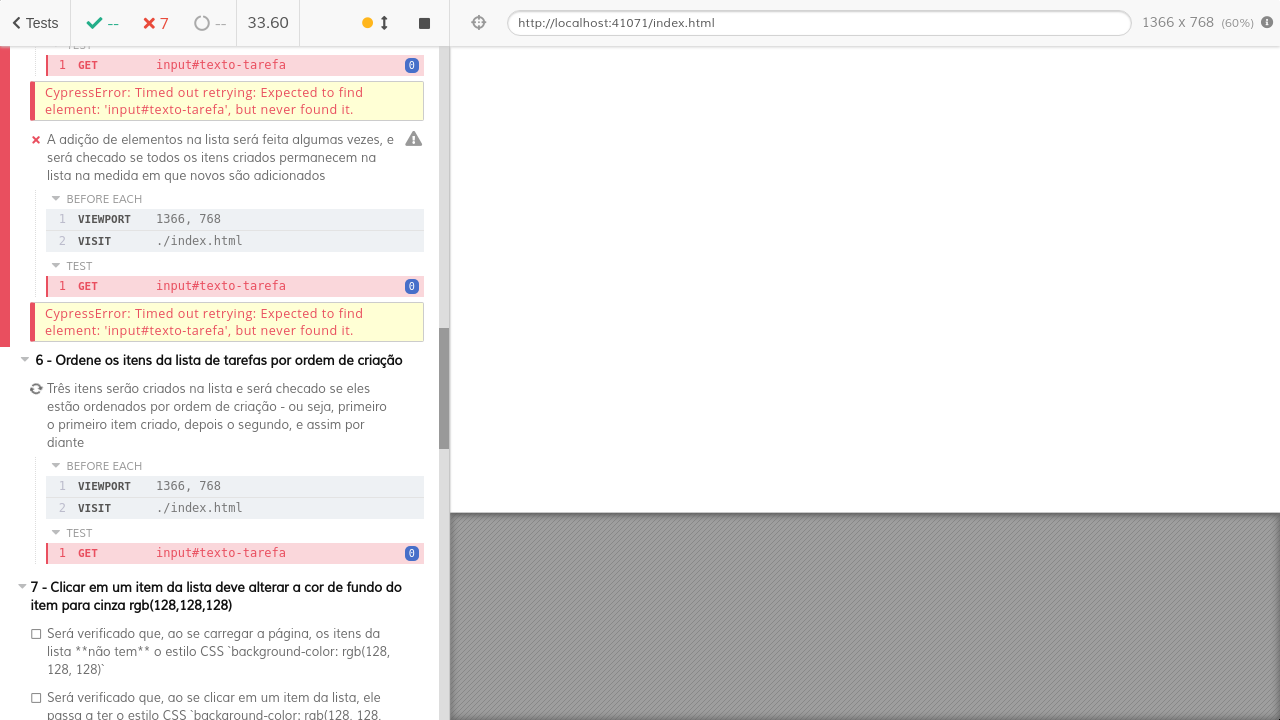 Tests
--
7
--
33.60
http://localhost:41071/index.html
1366 x 768 (60%)
TEST
1 GET input#texto-tarefa 0
CypressError: Timed out retrying: Expected to find
element: 'input#texto-tarefa', but never found it.
A adição de elementos na lista será feita algumas vezes, e
será checado se todos os itens criados permanecem na
lista na medida em que novos são adicionados
BEFORE EACH
1 VIEWPORT 1366, 768
2 VISIT ./index.html
TEST
1 GET input#texto-tarefa 0
CypressError: Timed out retrying: Expected to find
element: 'input#texto-tarefa', but never found it.
6 - Ordene os itens da lista de tarefas por ordem de criação
Três itens serão criados na lista e será checado se eles
estão ordenados por ordem de criação - ou seja, primeiro
o primeiro item criado, depois o segundo, e assim por
diante
BEFORE EACH
1 VIEWPORT 1366, 768
2 VISIT ./index.html
TEST
1 GET input#texto-tarefa 0
7 - Clicar em um item da lista deve alterar a cor de fundo do
item para cinza rgb(128,128,128)
Será verificado que, ao se carregar a página, os itens da
lista **não tem** o estilo CSS `background-color: rgb(128,
128, 128)`
Será verificado que, ao se clicar em um item da lista, ele
passa a ter o estilo CSS `background-color: rgb(128, 128,